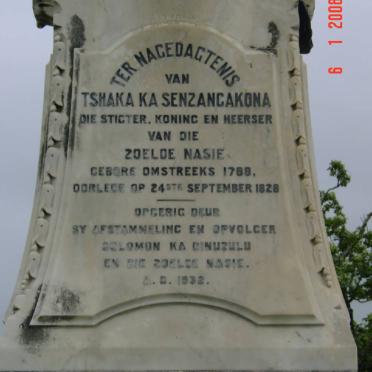 TER NAGEDAGTENIS
VAN
TSHAKA KA SENZANGAKONA
DIE STIGTER, KONING EN HEERSER
VAN DIE
ZOELOE NASIE.
GEBORE OMSTREEKS 1788,
OORLEDE OP 24STE SEPTEMBER 1828
OPGERIG DEUR
SY AFSTAMMELING EN OPVOLGER
SOLOMON KA DINUZULU
EN DIE ZOELOE NASIE.
A. D. 1932.
6 1 2006